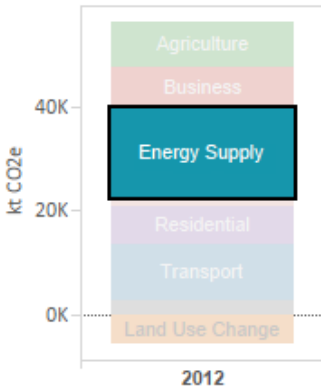 Agriculture
Business
40K
Energy Supply
kt CO2e
20K
Residential
Transport
0K
Land Use Change
2012